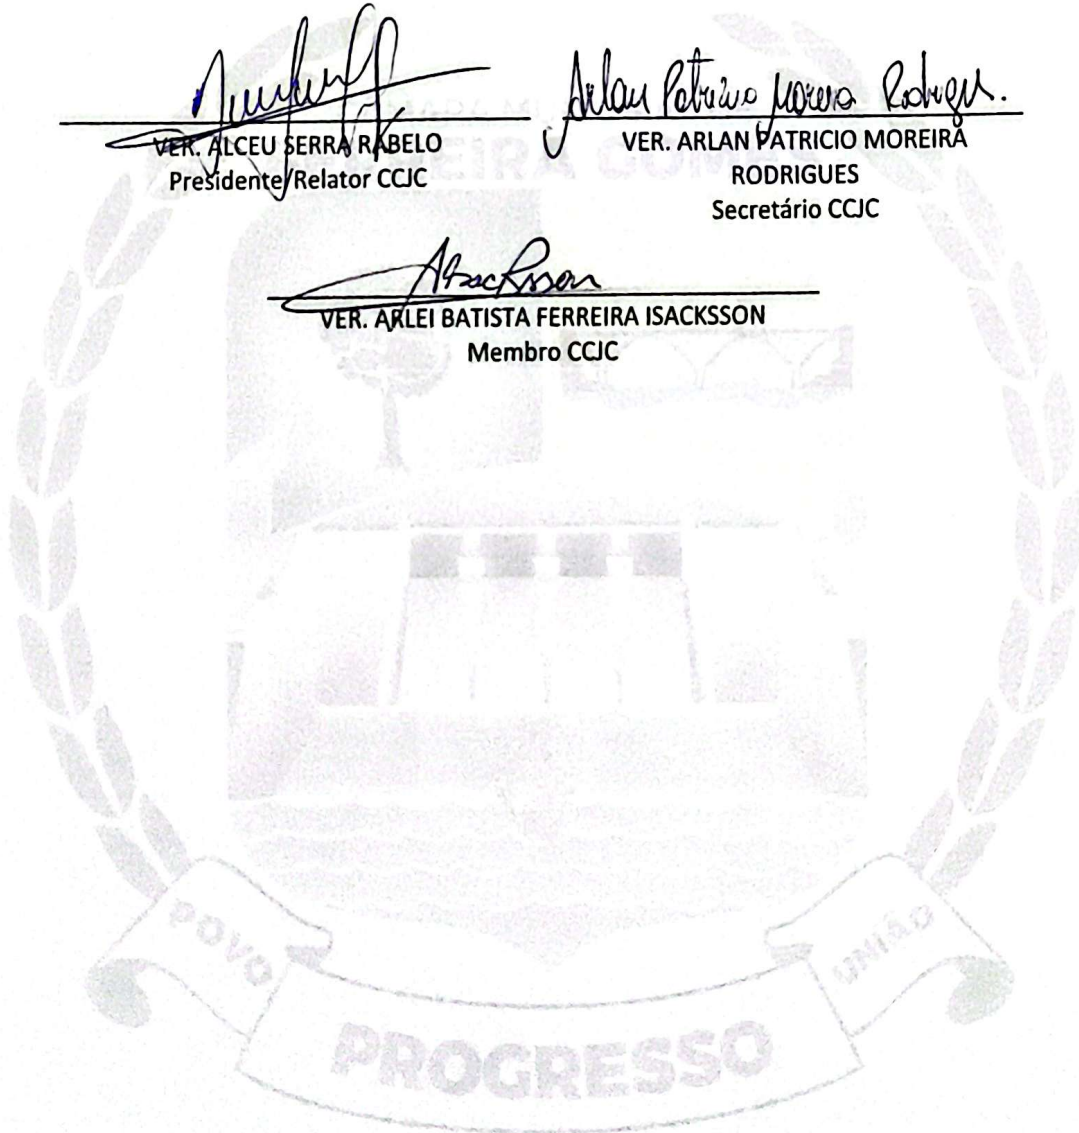 Arlan Patricio Moreira Rodrigues.
VER. ALCEU SERRA RABELO
Presidente/Relator CCJC
VER. ARLAN PATRICIO MOREIRA
RODRIGUES
Secretário CCJC
AIsacksson
VER. ARLEI BATISTA FERREIRA ISACKSSON
Membro CCJC
POVO
UNIÃO
PROGRESSO